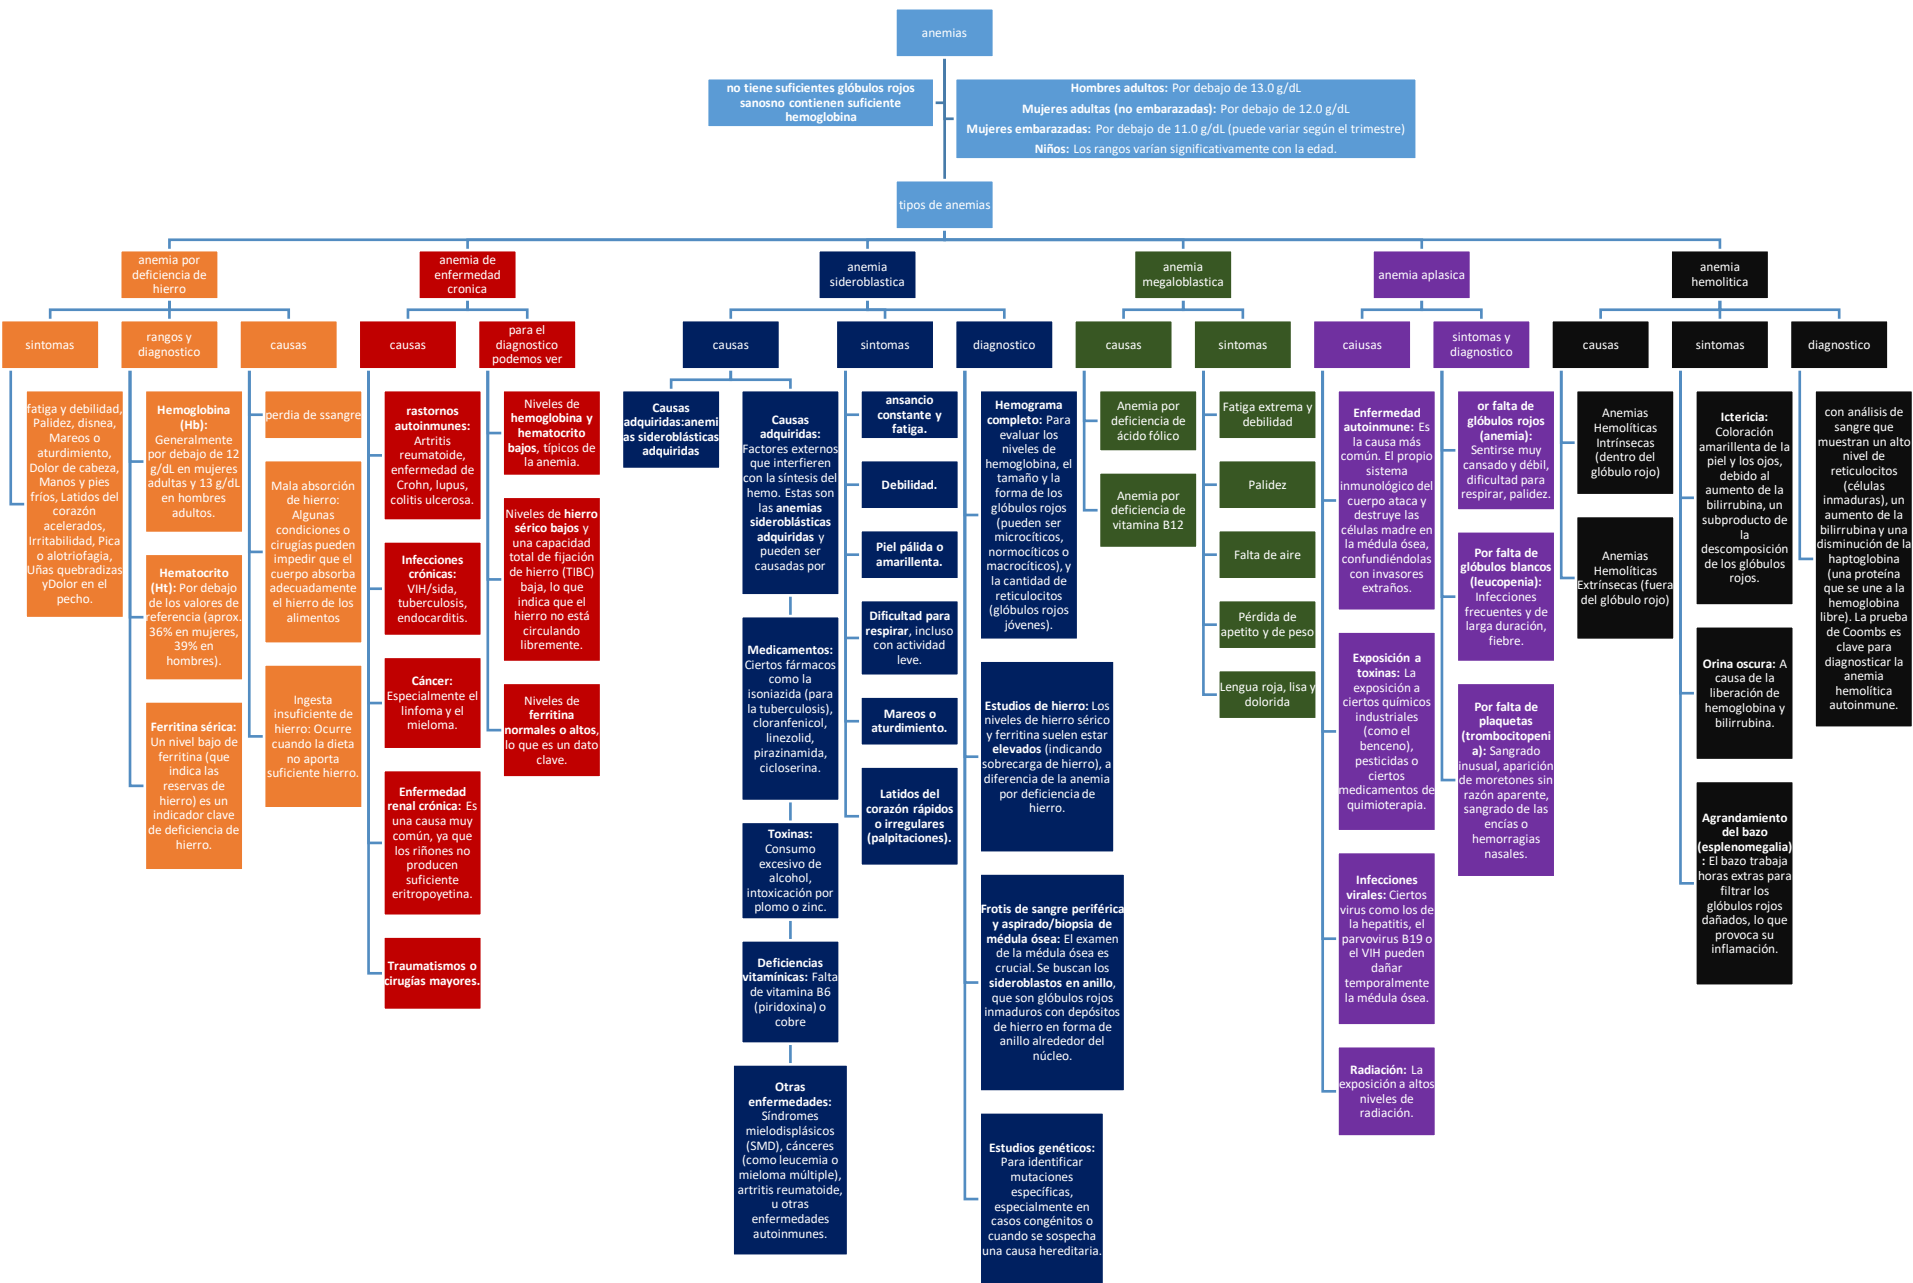 anemias
no tiene suficientes glóbulos rojos
sanosno contienen suficiente
hemoglobina
Hombres adultos: Por debajo de 13.0 g/dL
Mujeres adultas (no embarazadas): Por debajo de 12.0 g/dL
Mujeres embarazadas: Por debajo de 11.0 g/dL (puede variar según el trimestre)
Niños: Los rangos varían significativamente con la edad.
tipos de anemias
anemia por
deficiencia de
hierro
sintomas
fatiga y debilidad,
Palidez, disnea,
Mareos o
aturdimiento,
Dolor de cabeza,
Manos y pies
fríos, Latidos del
corazón
acelerados,
Irritabilidad, Pica
o alotriofagia,
Uñas quebradizas
yDolor en el
pecho.
rangos y
diagnostico
Hemoglobina
(Hb):
Generalmente
por debajo de 12
g/dL en mujeres
adultas y 13 g/dL
en hombres
adultos.
Hematocrito
(Ht): Por debajo
de los valores de
referencia (aprox.
36% en mujeres,
39% en
hombres).
Ferritina sérica:
Un nivel bajo de
ferritina (que
indica las
reservas de
hierro) es un
indicador clave
de deficiencia de
hierro.
causas
perdia de ssangre
Mala absorción
de hierro:
Algunas
condiciones o
cirugías pueden
impedir que el
cuerpo absorba
adecuadamente
el hierro de los
alimentos
Ingesta
insuficiente de
hierro: Ocurre
cuando la dieta
no aporta
suficiente hierro.
anemia de
enfermedad
cronica
causas
rastornos
autoinmunes:
Artritis
reumatoide,
enfermedad de
Crohn, lupus,
colitis ulcerosa.
Infecciones
crónicas:
VIH/sida,
tuberculosis,
endocarditis.
Cáncer:
Especialmente el
linfoma y el
mieloma.
Enfermedad
renal crónica: Es
una causa muy
común, ya que
los riñones no
producen
suficiente
eritropoyetina.
Traumatismos o
cirugías mayores.
para el
diagnostico
podemos ver
Niveles de
hemoglobina y
hematocrito
bajos, típicos de
la anemia.
Niveles de hierro
sérico bajos y
una capacidad
total de fijación
de hierro (TIBC)
baja, lo que
indica que el
hierro no está
circulando
libremente.
Niveles de
ferritina
normales o altos,
lo que es un dato
clave.
anemia
sideroblastica
causas
Causas
adquiridas:anemi
as sideroblásticas
adquiridas
Causas
adquiridas:
Factores externos
que interfieren
con la síntesis del
hemo. Estas son
las anemias
sideroblásticas
adquiridas y
pueden ser
causadas por
Medicamentos:
Ciertos fármacos
como la
isoniazida (para
la tuberculosis),
cloranfenicol,
linezolid,
pirazinamida,
cicloserina.
Toxinas:
Consumo
excesivo de
alcohol,
intoxicación por
plomo o zinc.
Deficiencias
vitamínicas: Falta
de vitamina B6
(piridoxina) o
cobre
Otras
enfermedades:
Síndromes
mielodisplásicos
(SMD), cánceres
(como leucemia o
mieloma múltiple),
artritis reumatoide,
u otras
enfermedades
autoinmunes.
sintomas
ansancio
constante y
fatiga.
Debilidad.
Piel pálida o
amarillenta.
Dificultad para
respirar, incluso
con actividad
leve.
Mareos o
aturdimiento.
Latidos del
corazón rápidos
o irregulares
(palpitaciones).
diagnostico
Hemograma
completo: Para
evaluar los
niveles de
hemoglobina, el
tamaño y la
forma de los
glóbulos rojos
(pueden ser
microcíticos,
normocíticos o
macrocíticos), y
la cantidad de
reticulocitos
(glóbulos rojos
jóvenes).
Estudios de hierro: Los
niveles de hierro sérico
y ferritina suelen estar
elevados (indicando
sobrecarga de hierro), a
diferencia de la anemia
por deficiencia de
hierro.
Frotis de sangre periférica
y aspirado/biopsia de
médula ósea: El examen
de la médula ósea es
crucial. Se buscan los
sideroblastos en anillo,
que son glóbulos rojos
inmaduros con depósitos
de hierro en forma de
anillo alrededor del
núcleo.
Estudios genéticos:
Para identificar
mutaciones
específicas,
especialmente en
casos congénitos o
cuando se sospecha
una causa hereditaria.
anemia
megaloblastica
causas
Anemia por
deficiencia de
ácido fólico
Anemia por
deficiencia de
vitamina B12
sintomas
Fatiga extrema y
debilidad
Palidez
Falta de aire
Pérdida de
apetito y de peso
Lengua roja, lisa y
dolorida
anemia aplasica
caiusas
Enfermedad
autoinmune: Es
la causa más
común. El propio
sistema
inmunológico del
cuerpo ataca y
destruye las
células madre en
la médula ósea,
confundiéndolas
con invasores
extraños.
Exposición a
toxinas: La
exposición a
ciertos químicos
industriales
(como el
benceno),
pesticidas o
ciertos
medicamentos de
quimioterapia.
Infecciones
virales: Ciertos
virus como los de
la hepatitis, el
parvovirus B19 o
el VIH pueden
dañar
temporalmente
la médula ósea.
Radiación: La
exposición a altos
niveles de
radiación.
sintomas y
diagnostico
or falta de
glóbulos rojos
(anemia):
Sentirse muy
cansado y débil,
dificultad para
respirar, palidez.
Por falta de
glóbulos blancos
(leucopenia):
Infecciones
frecuentes y de
larga duración,
fiebre.
Por falta de
plaquetas
(trombocitopeni
a): Sangrado
inusual, aparición
de moretones sin
razón aparente,
sangrado de las
encías o
hemorragias
nasales.
anemia
hemolitica
causas
Anemias
Hemolíticas
Intrínsecas
(dentro del
glóbulo rojo)
Anemias
Hemolíticas
Extrínsecas (fuera
del glóbulo rojo)
sintomas
Ictericia:
Coloración
amarillenta de la
piel y los ojos,
debido al
aumento de la
bilirrubina, un
subproducto de
la
descomposición
de los glóbulos
rojos.
Orina oscura: A
causa de la
liberación de
hemoglobina y
bilirrubina.
Agrandamiento
del bazo
(esplenomegalia)
: El bazo trabaja
horas extras para
filtrar los
glóbulos rojos
dañados, lo que
provoca su
inflamación.
diagnostico
con análisis de
sangre que
muestran un alto
nivel de
reticulocitos
(células
inmaduras), un
aumento de la
bilirrubina y una
disminución de la
haptoglobina
(una proteína
que se une a la
hemoglobina
libre). La prueba
de Coombs es
clave para
diagnosticar la
anemia
hemolítica
autoinmune.